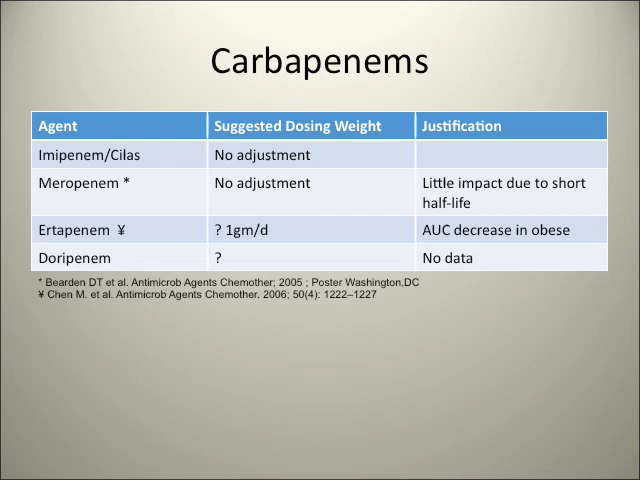 Carbapenems
Agent Suggested Dosing Weight Justification
Imipenem/Cilas No adjustment
Meropenem * No adjustment Little impact due to short
half-life
Ertapenem ¥ ? 1gm/d AUC decrease in obese
Doripenem ? No data
* Bearden DT et al. Antimicrob Agents Chemother; 2005 ; Poster Washington,DC
¥ Chen M. et al. Antimicrob Agents Chemother. 2006; 50(4): 1222–1227